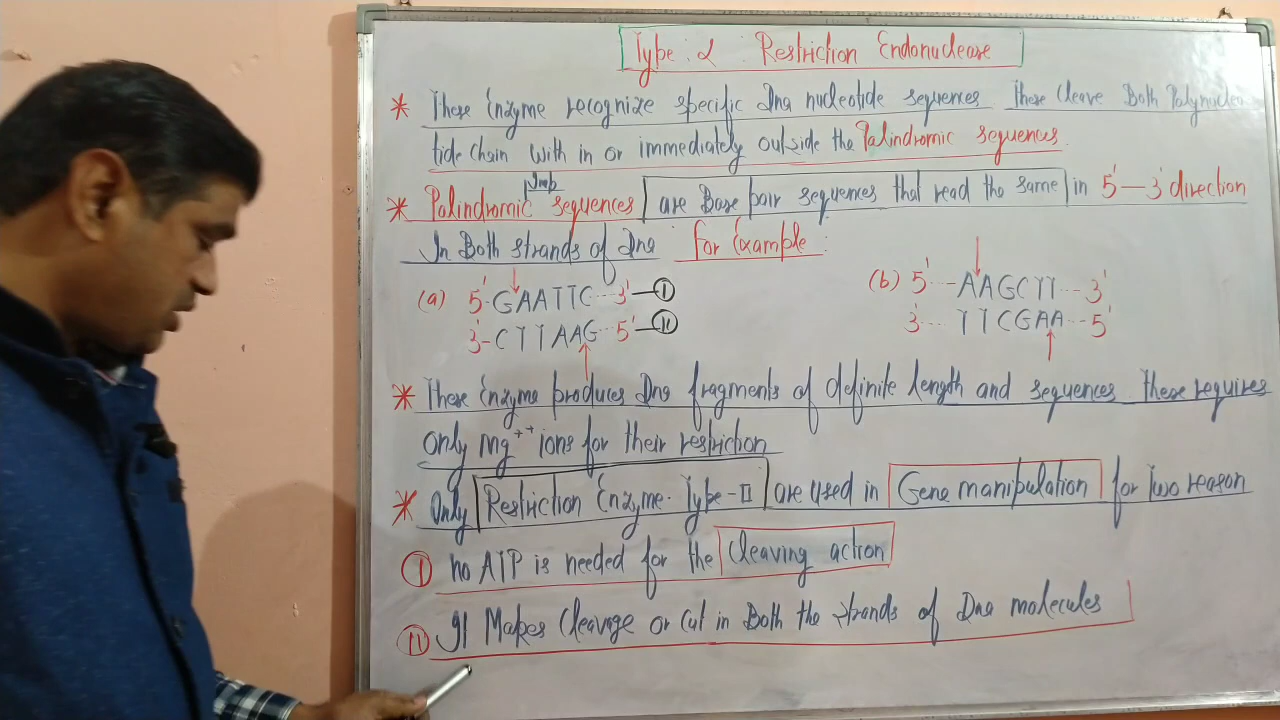 Type : 2 : Restriction Endonuclease
* These Enzyme recognize specific Dna nucleotide sequences These cleave Both Polynucleo
tide chain with in or immediately outside the Palindromic sequences.
Imp
* Palindromic sequences are Base pair sequences that read the same in 5' — 3' direction
In Both strands of Dna For Example :
(a) 5'-GAATTC...3' — I
3'-CTTAAG...5' — II
(b) 5'---AAGCTT---3'
3'....TTCGAA...5'
* These Enzyme produces Dna fragments of definite length and sequences These requires
only mg++ ions for their restriction
* Only Restriction Enzyme. Type-II are used in Gene manipulation for Two reason
I no ATP is needed for the cleaving action
II It Makes Cleavage or Cut in Both the strands of Dna molecules